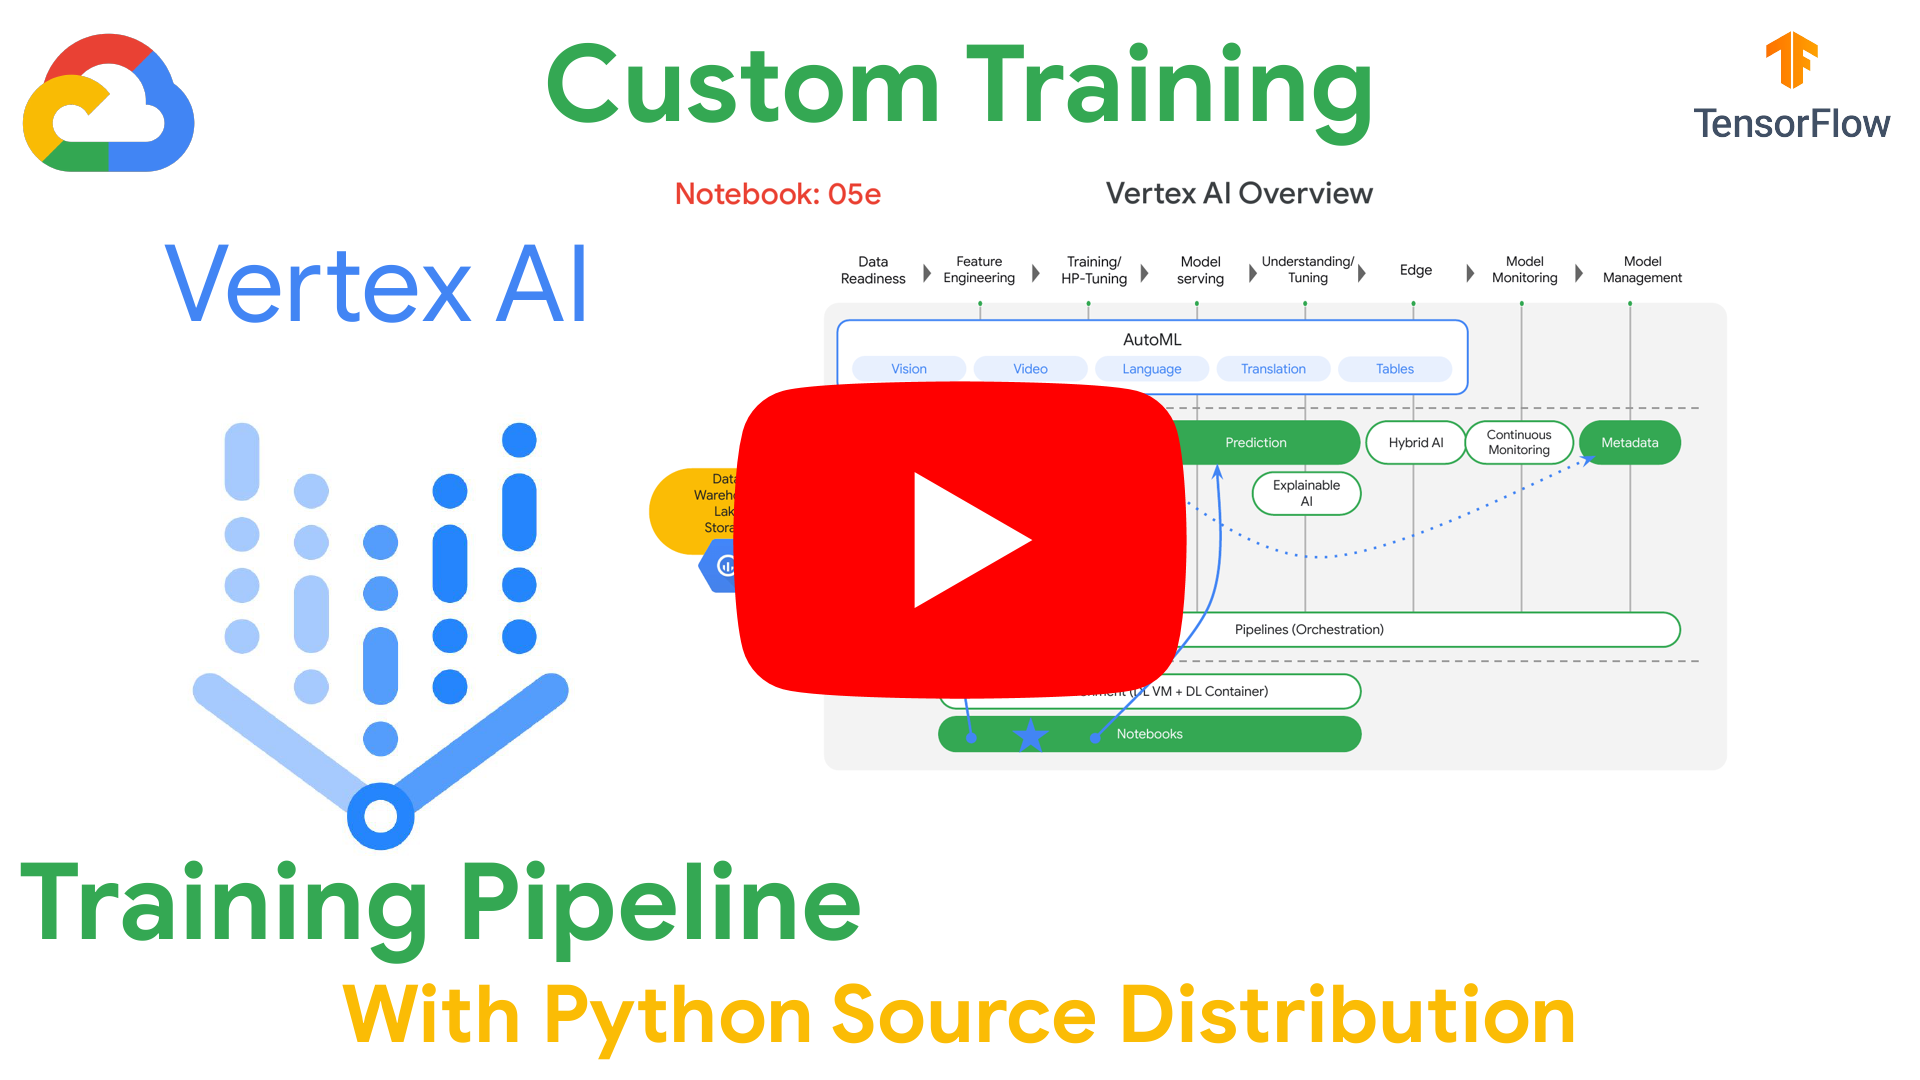 Custom Training
TensorFlow
Notebook: 05e
Vertex AI Overview
Vertex AI
Data
Readiness
Feature
Engineering
Training/
HP-Tuning
Model
serving
Understanding/
Tuning
Edge
Model
Monitoring
Model
Management
AutoML
Vision
Video
Language
Translation
Tables
Prediction
Hybrid AI
Continuous
Monitoring
Metadata
Explainable
AI
Data
Pipelines (Orchestration)
(DL VM + DL Container)
Notebooks
Training Pipeline
With Python Source Distribution